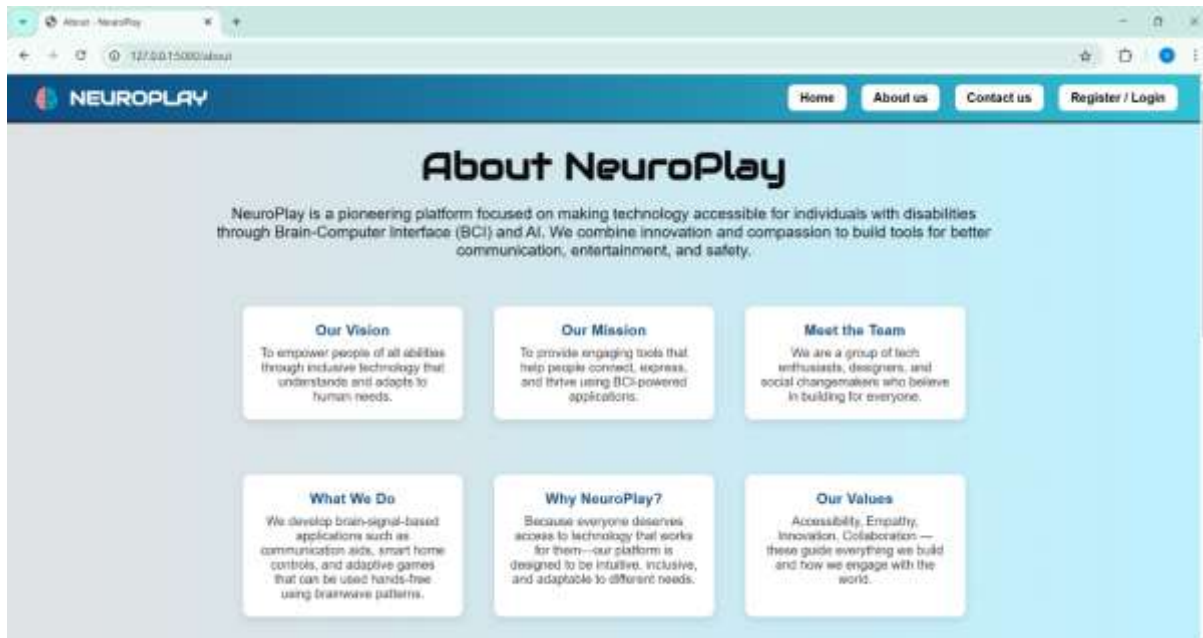 About - NeuroPlay
127.0.0.1:5000/about
NEUROPLAY
Home
About us
Contact us
Register / Login
About NeuroPlay
NeuroPlay is a pioneering platform focused on making technology accessible for individuals with disabilities
through Brain-Computer Interface (BCI) and AI. We combine innovation and compassion to build tools for better
communication, entertainment, and safety.
Our Vision
To empower people of all abilities
through inclusive technology that
understands and adapts to
human needs.
Our Mission
To provide engaging tools that
help people connect, express,
and thrive using BCI-powered
applications.
Meet the Team
We are a group of tech
enthusiasts, designers, and
social changemakers who believe
in building for everyone.
What We Do
We develop brain-signal-based
applications such as
communication aids, smart home
controls, and adaptive games
that can be used hands-free
using brainwave patterns.
Why NeuroPlay?
Because everyone deserves
access to technology that works
for them—our platform is
designed to be intuitive, inclusive,
and adaptable to different needs.
Our Values
Accessibility, Empathy,
Innovation, Collaboration —
these guide everything we build
and how we engage with the
world.